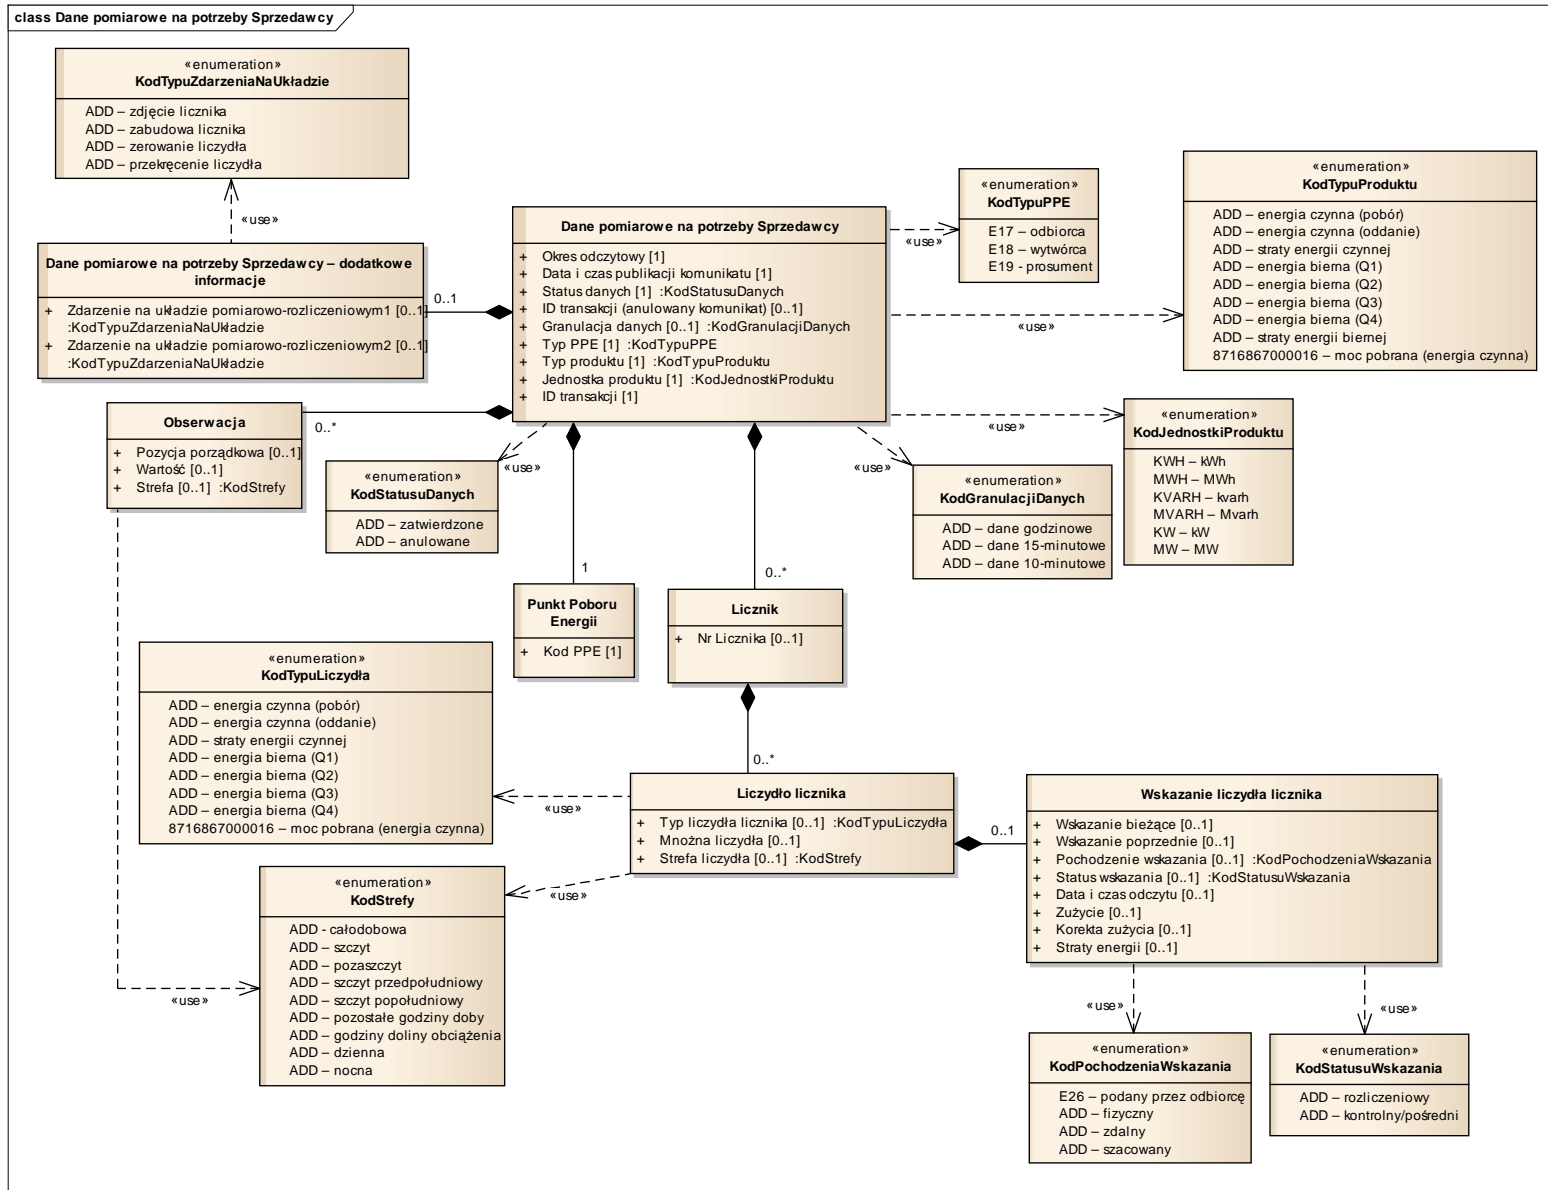 class Dane pomiarowe na potrzeby Sprzedawcy
«enumeration»
KodTypuZdarzeniaNaUkładzie
ADD – zdjęcie licznika
ADD – zabudowa licznika
ADD – zerowanie liczydła
ADD – przekręcenie liczydła
«use»
Dane pomiarowe na potrzeby Sprzedawcy – dodatkowe
informacje
+ Zdarzenie na układzie pomiarowo-rozliczeniowym1 [0..1]
:KodTypuZdarzeniaNaUkładzie
+ Zdarzenie na układzie pomiarowo-rozliczeniowym2 [0..1]
:KodTypuZdarzeniaNaUkładzie
0..1
Dane pomiarowe na potrzeby Sprzedawcy
+ Okres odczytowy [1]
+ Data i czas publikacji komunikatu [1]
+ Status danych [1] :KodStatusuDanych
+ ID transakcji (anulowany komunikat) [0..1]
+ Granulacja danych [0..1] :KodGranulacjiDanych
+ Typ PPE [1] :KodTypuPPE
+ Typ produktu [1] :KodTypuProduktu
+ Jednostka produktu [1] :KodJednostkiProduktu
+ ID transakcji [1]
«use»
«enumeration»
KodTypuPPE
E17 – odbiorca
E18 – wytwórca
E19 - prosument
«use»
«enumeration»
KodTypuProduktu
ADD – energia czynna (pobór)
ADD – energia czynna (oddanie)
ADD – straty energii czynnej
ADD – energia bierna (Q1)
ADD – energia bierna (Q2)
ADD – energia bierna (Q3)
ADD – energia bierna (Q4)
ADD – straty energii biernej
8716867000016 – moc pobrana (energia czynna)
Obserwacja
+ Pozycja porządkowa [0..1]
+ Wartość [0..1]
+ Strefa [0..1] :KodStrefy
0..*
«use»
«enumeration»
KodStatusuDanych
ADD – zatwierdzone
ADD – anulowane
«use»
«enumeration»
KodGranulacjiDanych
ADD – dane godzinowe
ADD – dane 15-minutowe
ADD – dane 10-minutowe
«use»
«enumeration»
KodJednostkiProduktu
KWH – kWh
MWH – MWh
KVARH – kvarh
MVARH – Mvarh
KW – kW
MW – MW
1
Punkt Poboru
Energii
+ Kod PPE [1]
0..*
Licznik
+ Nr Licznika [0..1]
«enumeration»
KodTypuLiczydła
ADD – energia czynna (pobór)
ADD – energia czynna (oddanie)
ADD – straty energii czynnej
ADD – energia bierna (Q1)
ADD – energia bierna (Q2)
ADD – energia bierna (Q3)
ADD – energia bierna (Q4)
8716867000016 – moc pobrana (energia czynna)
«use»
0..*
Liczydło licznika
+ Typ liczydła licznika [0..1] :KodTypuLiczydła
+ Mnożna liczydła [0..1]
+ Strefa liczydła [0..1] :KodStrefy
0..1
Wskazanie liczydła licznika
+ Wskazanie bieżące [0..1]
+ Wskazanie poprzednie [0..1]
+ Pochodzenie wskazania [0..1] :KodPochodzeniaWskazania
+ Status wskazania [0..1] :KodStatusuWskazania
+ Data i czas odczytu [0..1]
+ Zużycie [0..1]
+ Korekta zużycia [0..1]
+ Straty energii [0..1]
«use»
«use»
«enumeration»
KodStrefy
ADD - całodobowa
ADD – szczyt
ADD – pozaszczyt
ADD – szczyt przedpołudniowy
ADD – szczyt popołudniowy
ADD – pozostałe godziny doby
ADD – godziny doliny obciążenia
ADD – dzienna
ADD – nocna
«use»
«enumeration»
KodPochodzeniaWskazania
E26 – podany przez odbiorcę
ADD – fizyczny
ADD – zdalny
ADD – szacowany
«use»
«enumeration»
KodStatusuWskazania
ADD – rozliczeniowy
ADD – kontrolny/pośredni